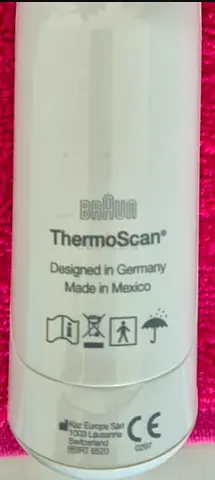 BRAUN
ThermoScan®
Designed in Germany
Made in Mexico
Kaz Europe Sàrl
1003 Lausanne
Switzerland
IRT 6520
CE
0297